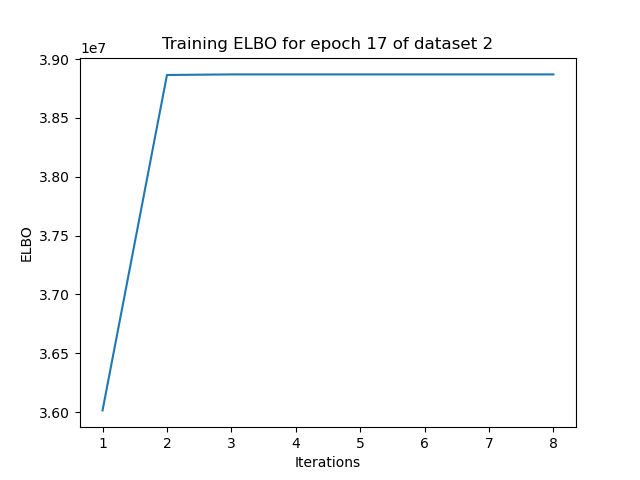 Training ELBO for epoch 17 of dataset 2
1e7
3.90
3.85
3.80
3.75
3.70
3.65
3.60
ELBO
1 2 3 4 5 6 7 8
Iterations